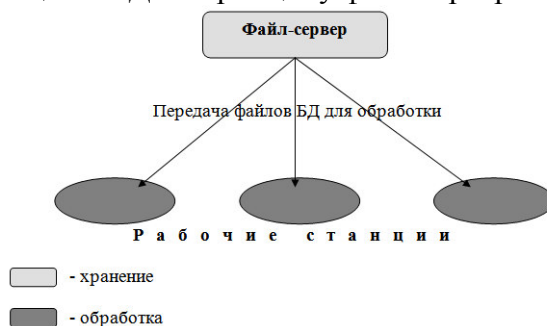 Файл-сервер
Передача файлов БД для обработки
Рабочие станции
- хранение
- обработка